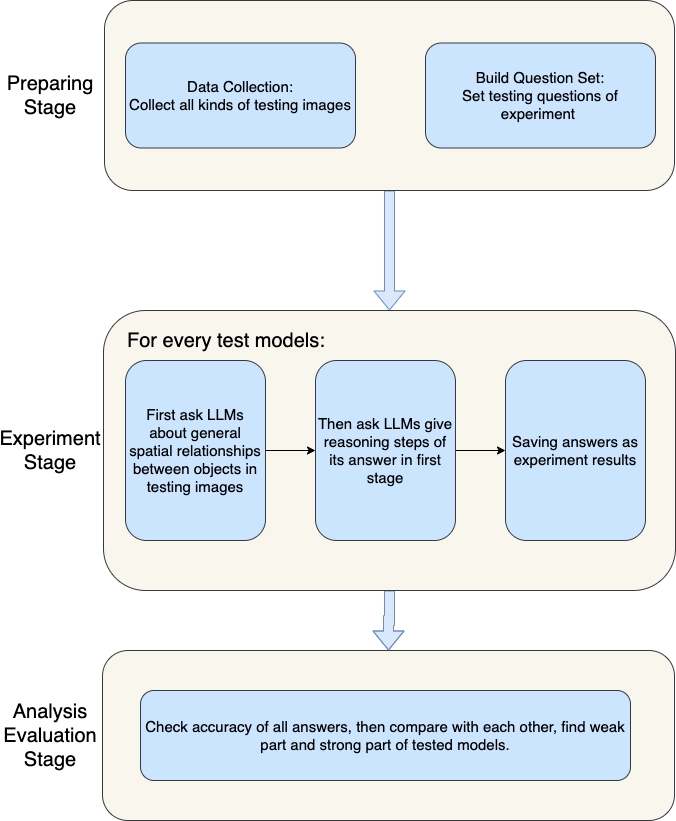 Preparing
Stage
Data Collection:
Collect all kinds of testing images
Build Question Set:
Set testing questions of
experiment
Experiment
Stage
For every test models:
First ask LLMs
about general
spatial relationships
between objects in
testing images
Then ask LLMs give
reasoning steps of
its answer in first
stage
Saving answers as
experiment results
Analysis
Evaluation
Stage
Check accuracy of all answers, then compare with each other, find weak
part and strong part of tested models.